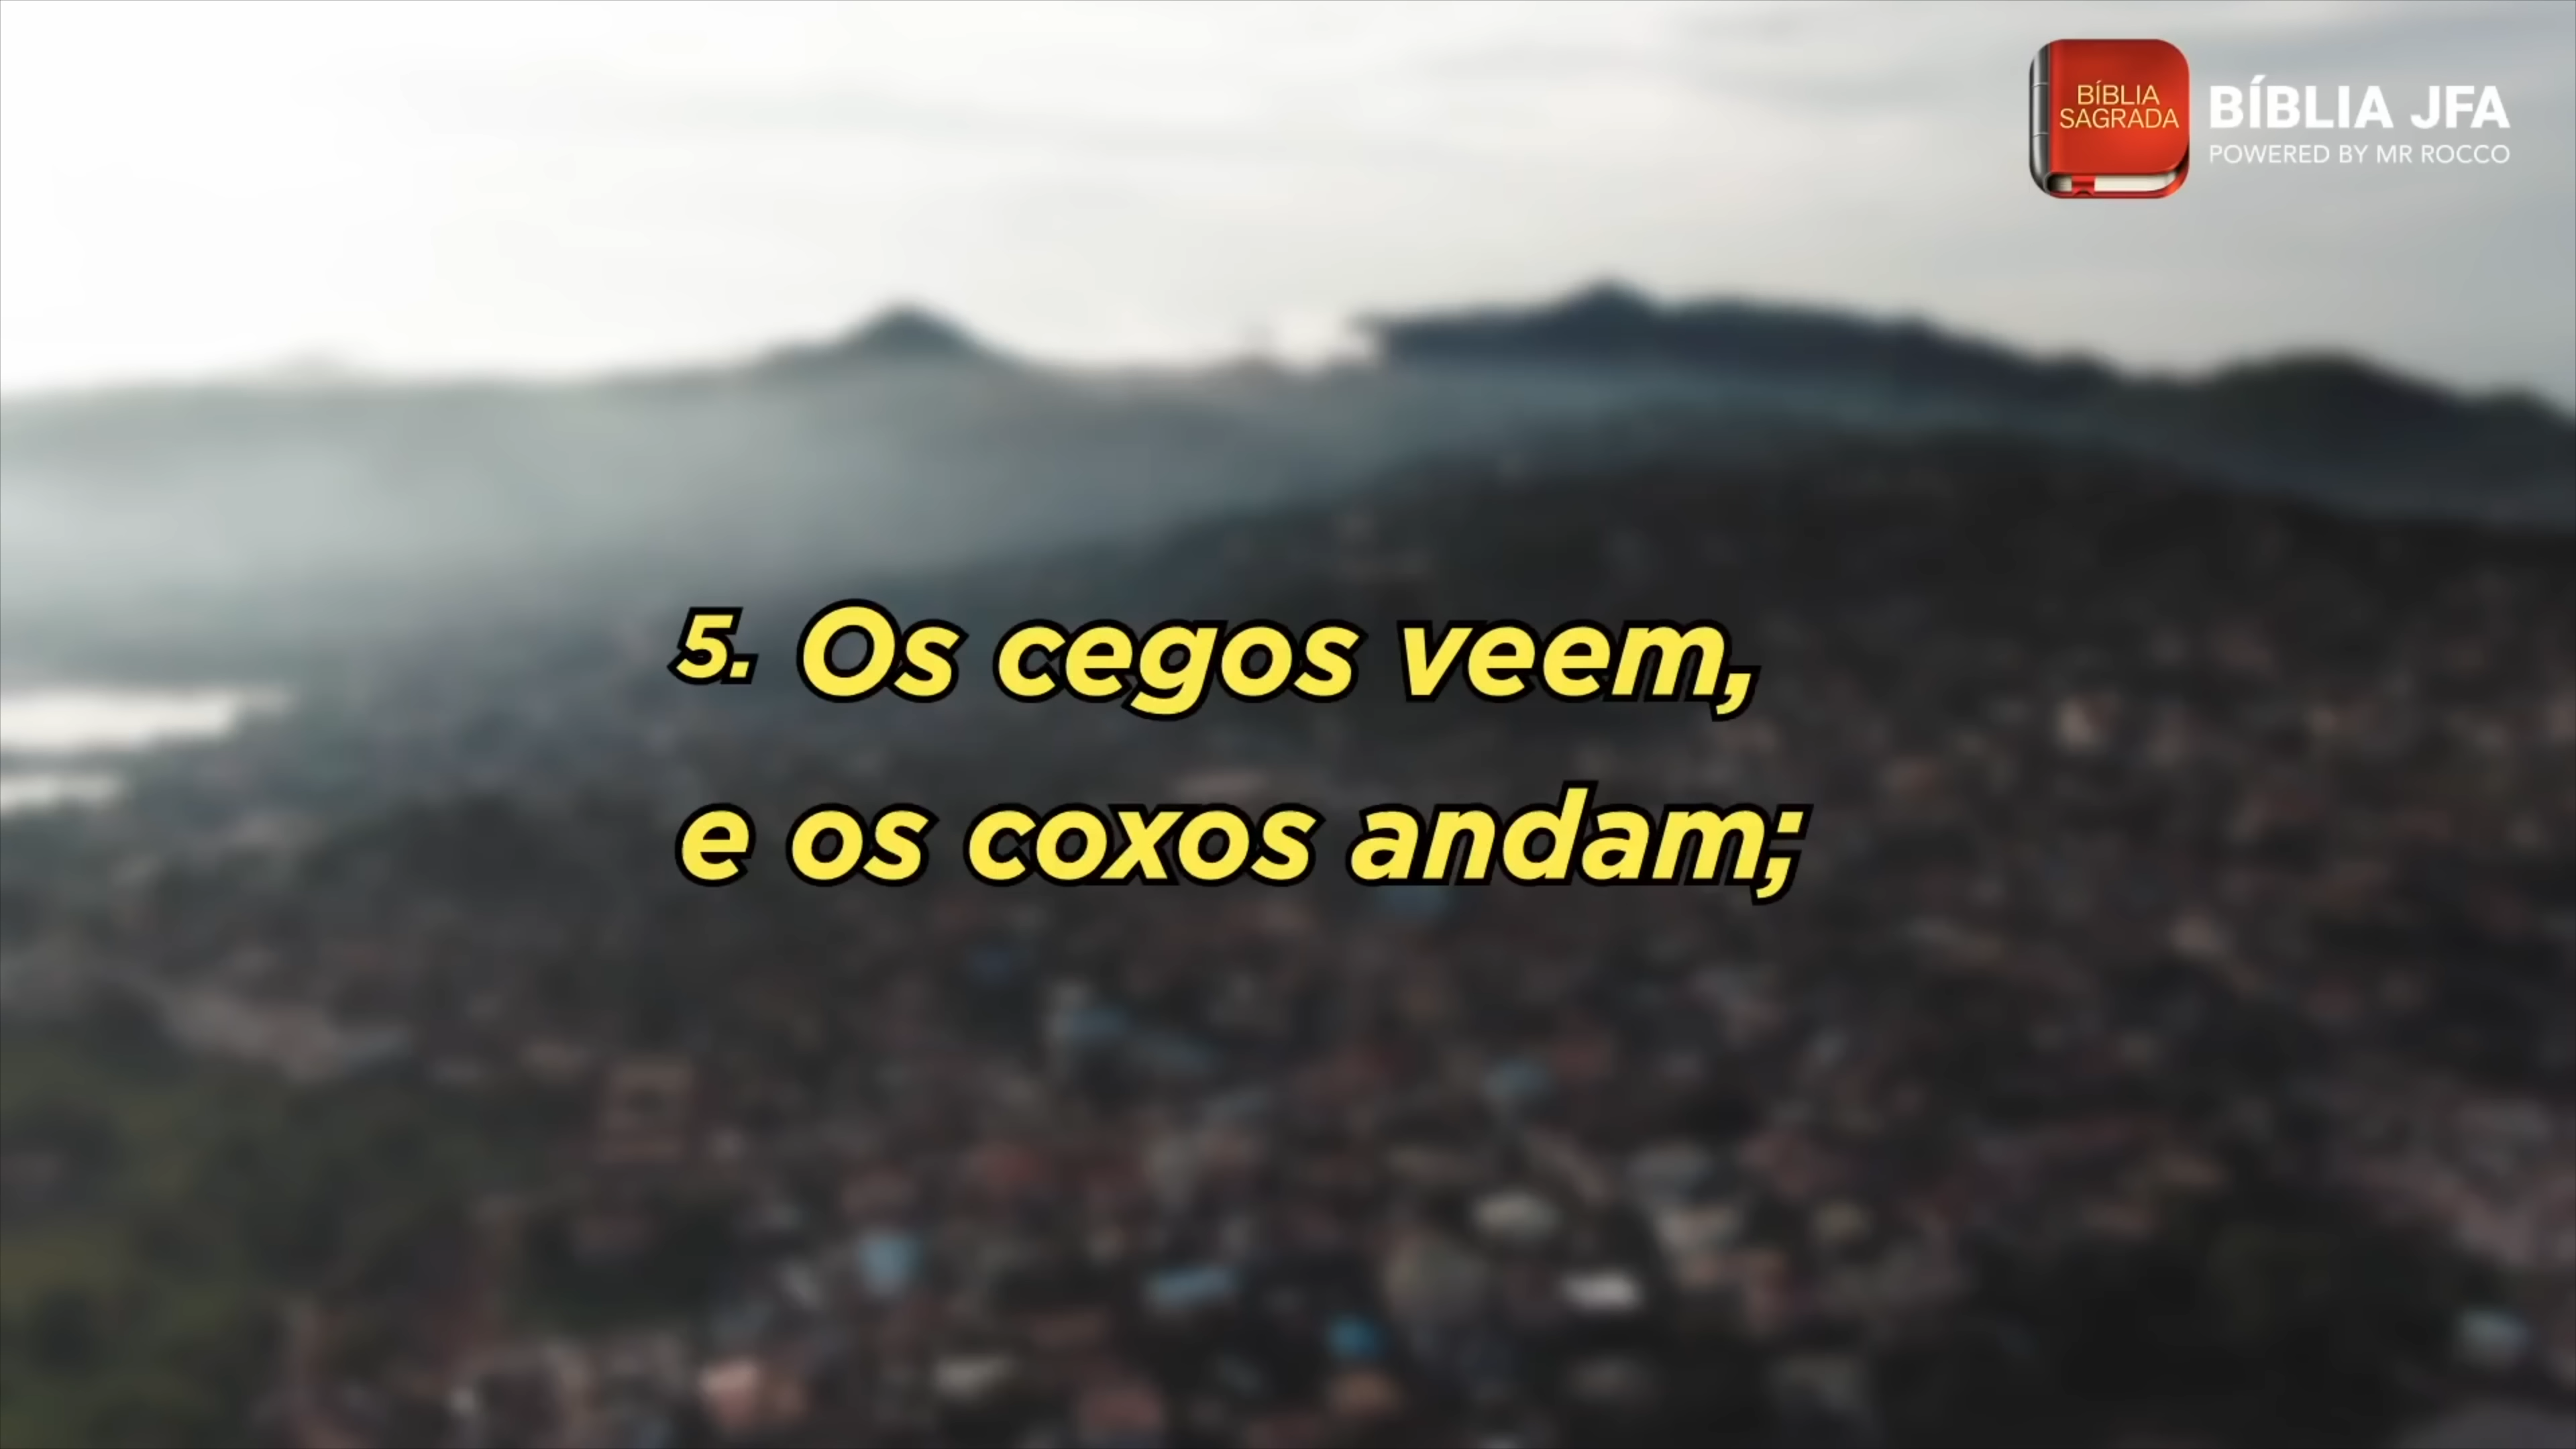 BÍBLIA
SAGRADA
BÍBLIA JFA
POWERED BY MR ROCCO
5. Os cegos veem,
e os coxos andam;